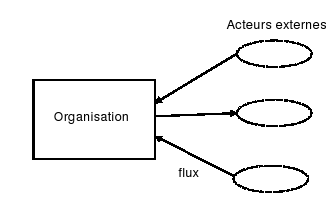 Acteurs externes
Organisation
flux